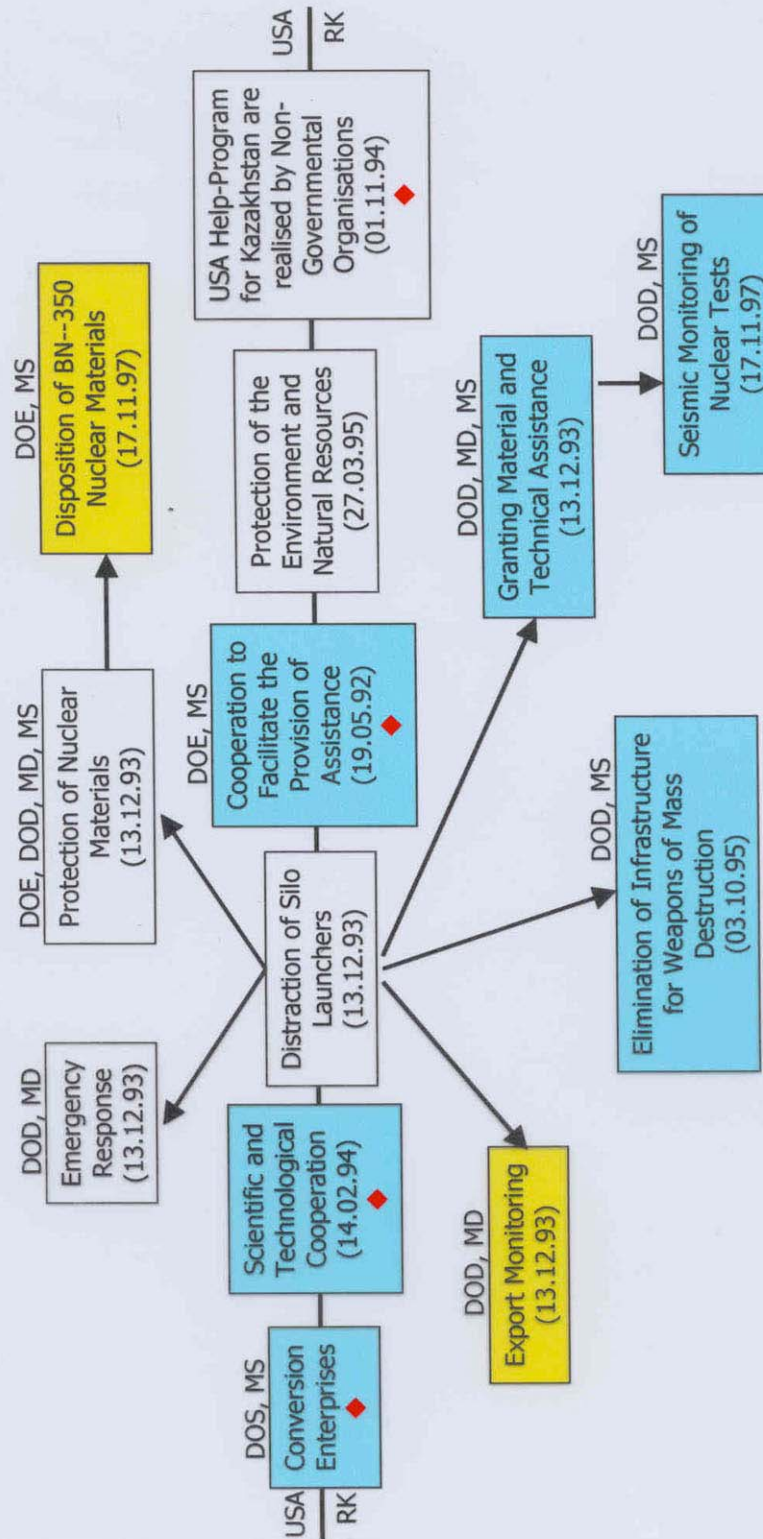 DOD, MD
Emergency
Response
(13.12.93)
DOE, DOD, MD, MS
Protection of Nuclear
Materials
(13.12.93)
DOE, MS
Disposition of BN--350
Nuclear Materials
(17.11.97)
USA
RK
DOS, MS
Conversion
Enterprises
Scientific and
Technological
Cooperation
(14.02.94)
Distraction of Silo
Launchers
(13.12.93)
DOE, MS
Cooperation to
Facilitate the
Provision of
Assistance
(19.05.92)
Protection of the
Environment and
Natural Resources
(27.03.95)
USA Help-Program
for Kazakhstan are
realised by Non-
Governmental
Organisations
(01.11.94)
USA
RK
DOD, MD
Export Monitoring
(13.12.93)
DOD, MS
Elimination of Infrastructure
for Weapons of Mass
Destruction
(03.10.95)
DOD, MD, MS
Granting Material and
Technical Assistance
(13.12.93)
DOD, MS
Seismic Monitoring of
Nuclear Tests
(17.11.97)